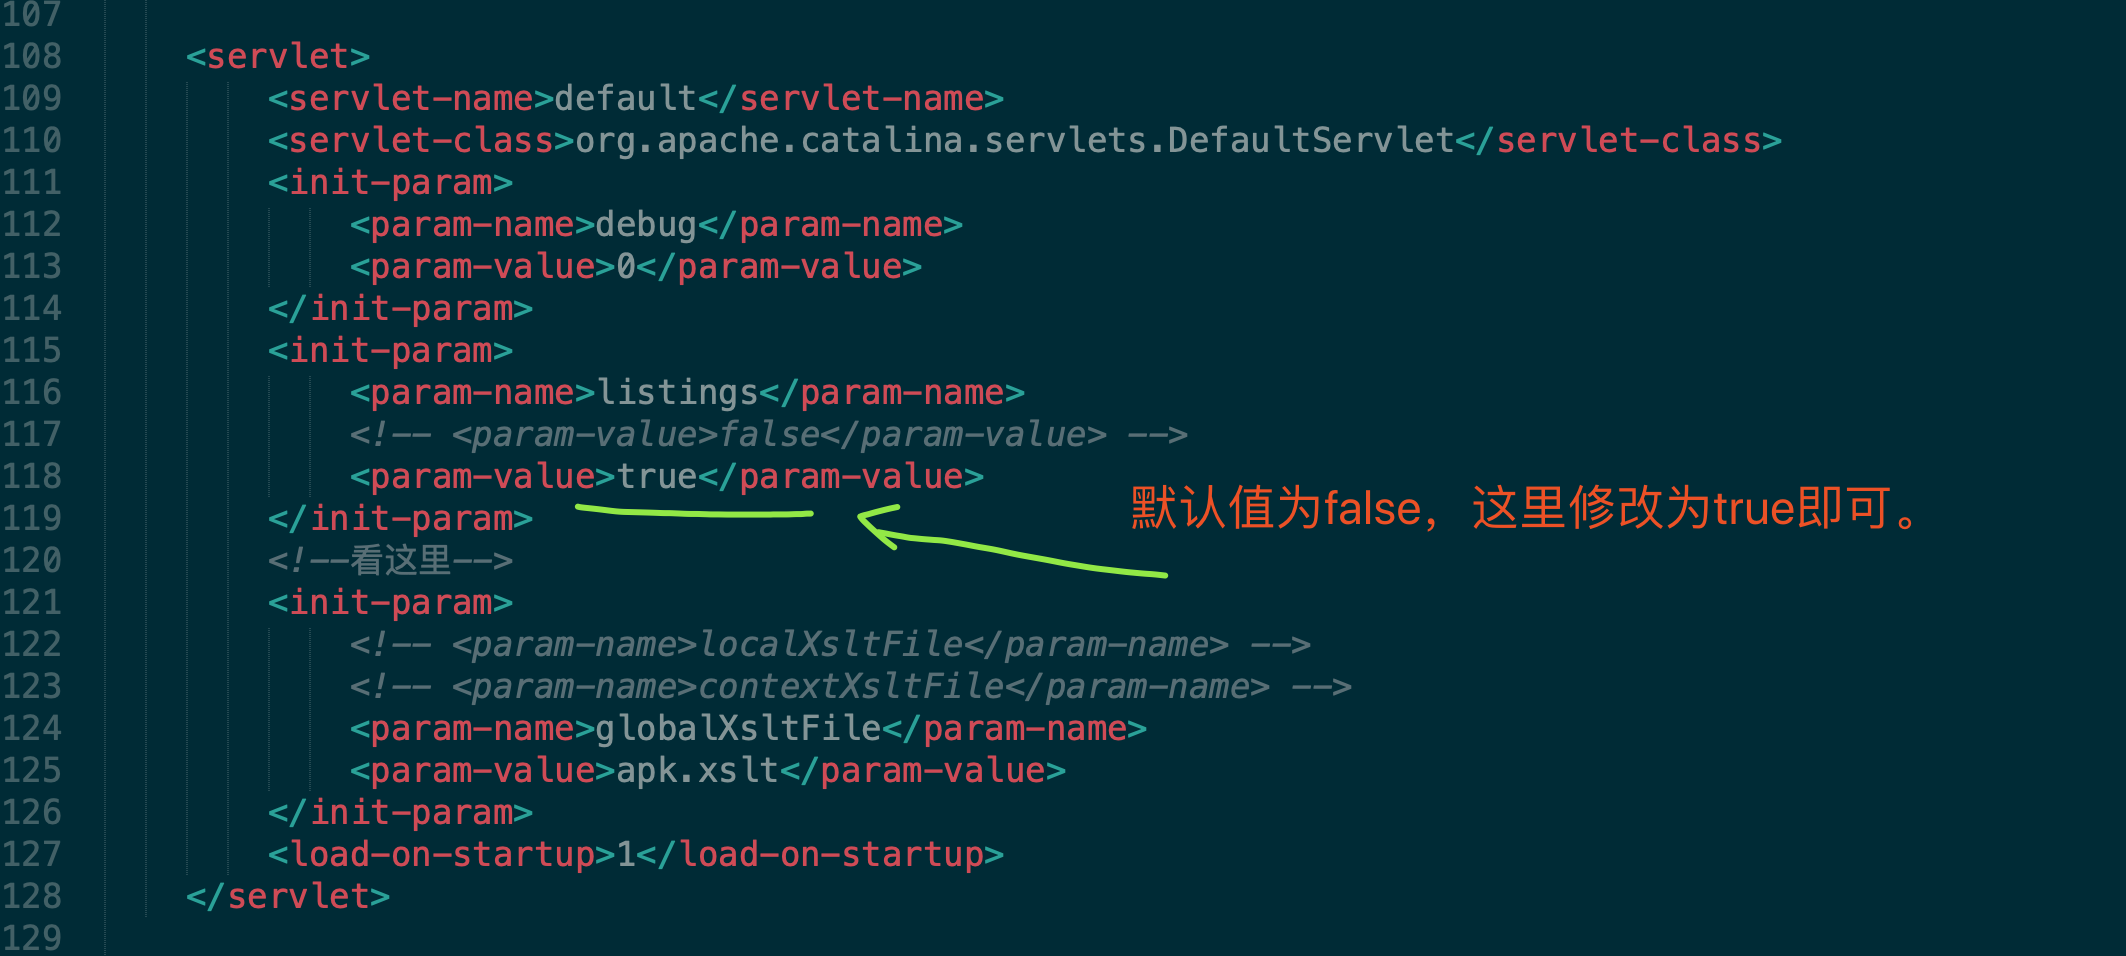 107
108 <servlet>
109 <servlet-name>default</servlet-name>
110 <servlet-class>org.apache.catalina.servlets.DefaultServlet</servlet-class>
111 <init-param>
112 <param-name>debug</param-name>
113 <param-value>0</param-value>
114 </init-param>
115 <init-param>
116 <param-name>listings</param-name>
117 <!-- <param-value>false</param-value> -->
118 <param-value>true</param-value>
默认值为false，这里修改为true即可。
119 </init-param>
120 <!--看这里-->
121 <init-param>
122 <!-- <param-name>localXsltFile</param-name> -->
123 <!-- <param-name>contextXsltFile</param-name> -->
124 <param-name>globalXsltFile</param-name>
125 <param-value>apk.xslt</param-value>
126 </init-param>
127 <load-on-startup>1</load-on-startup>
128 </servlet>
129